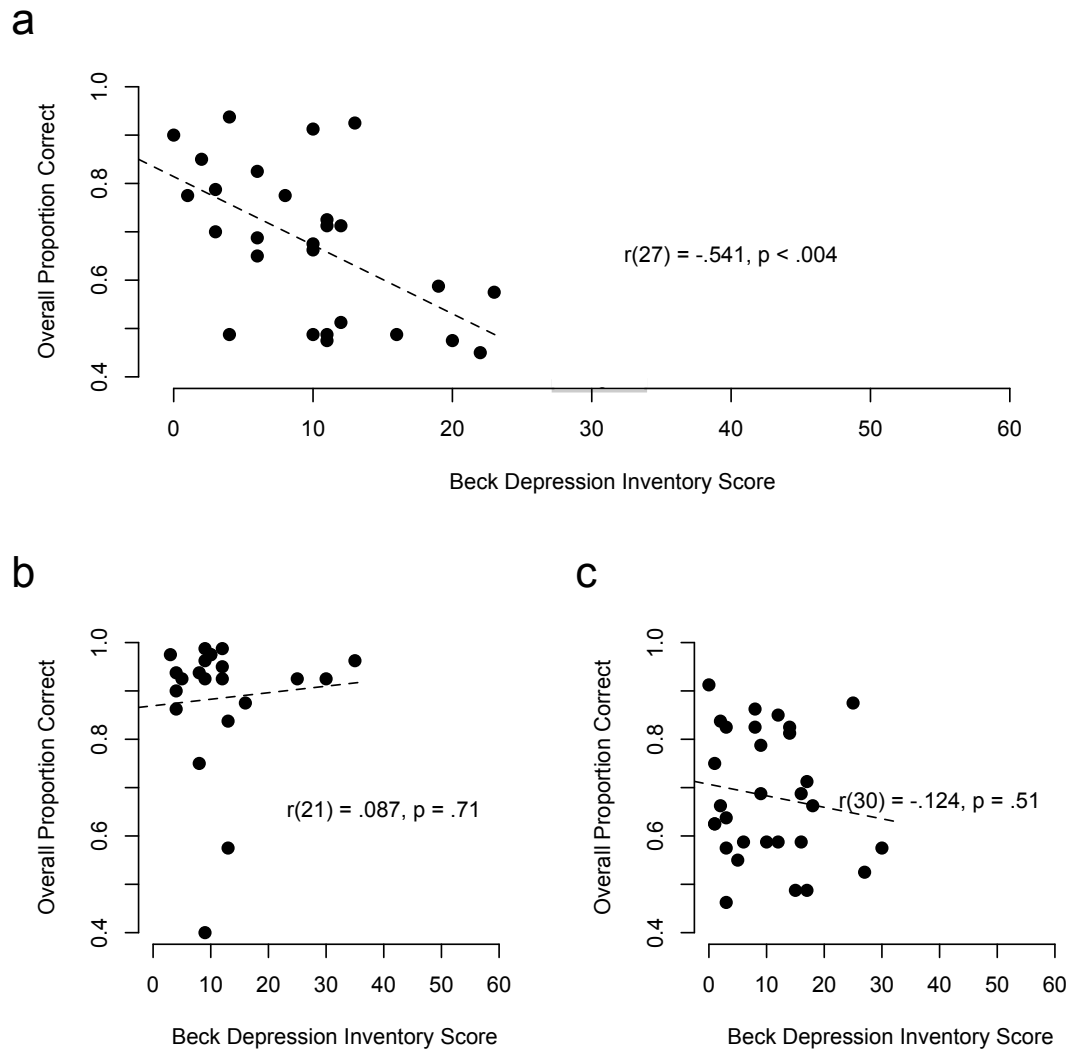 a
Overall Proportion Correct
1.0
0.8
0.6
0.4
r(27) = -.541, p < .004
0 10 20 30 40 50 60
Beck Depression Inventory Score
b
Overall Proportion Correct
1.0
0.8
0.6
0.4
r(21) = .087, p = .71
0 10 20 30 40 50 60
Beck Depression Inventory Score
c
Overall Proportion Correct
1.0
0.8
0.6
0.4
r(30) = -.124, p = .51
0 10 20 30 40 50 60
Beck Depression Inventory Score